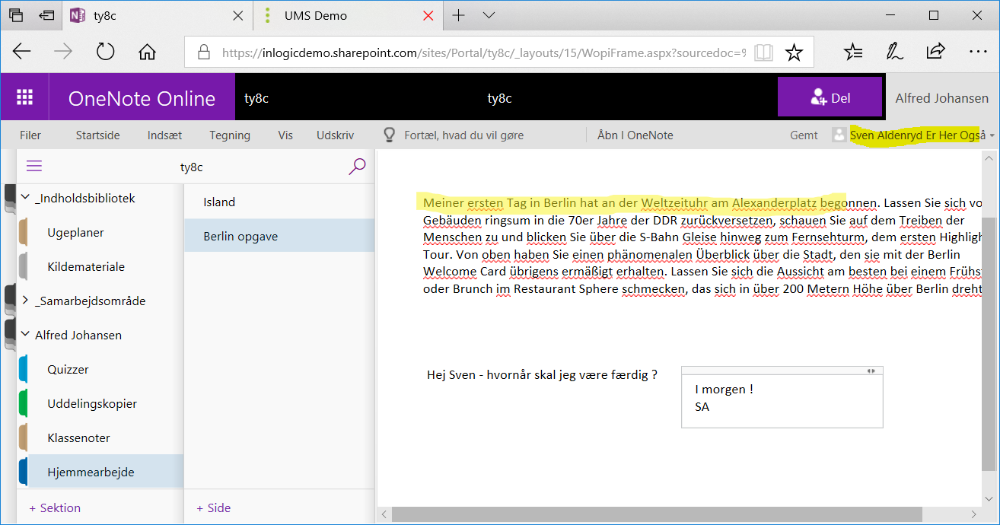 ty8c
UMS Demo
https://inlogicdemo.sharepoint.com/sites/Portal/ty8c/_layouts/15/WopiFrame.aspx?sourcedoc=9
OneNote Online
ty8c
ty8c
Del
Alfred Johansen
Filer Startside Indsæt Tegning Vis Udskriv Fortæl, hvad du vil gøre Åbn I OneNote Gemt Sven Aldenryd Er Her Også
ty8c
_Indholdsbibliotek
Ugeplaner
Kildemateriale
_Samarbejdsområde
Alfred Johansen
Quizzer
Uddelingskopier
Klassenoter
Hjemmearbejde
+ Sektion
Island
Berlin opgave
+ Side
Meiner ersten Tag in Berlin hat an der Weltzeituhr am Alexanderplatz begonnen. Lassen Sie sich vo
Gebäuden ringsum in die 70er Jahre der DDR zurückversetzen, schauen Sie auf dem Treiben der
Menschen zu und blicken Sie über die S-Bahn Gleise hinweg zum Fernsehturm, dem ersten Highligh
Tour. Von oben haben Sie einen phänomenalen Überblick über die Stadt, den sie mit der Berlin
Welcome Card übrigens ermäßigt erhalten. Lassen Sie sich die Aussicht am besten bei einem Frühst
oder Brunch im Restaurant Sphere schmecken, das sich in über 200 Metern Höhe über Berlin dreht
Hej Sven - hvornår skal jeg være færdig ?
I morgen !
SA